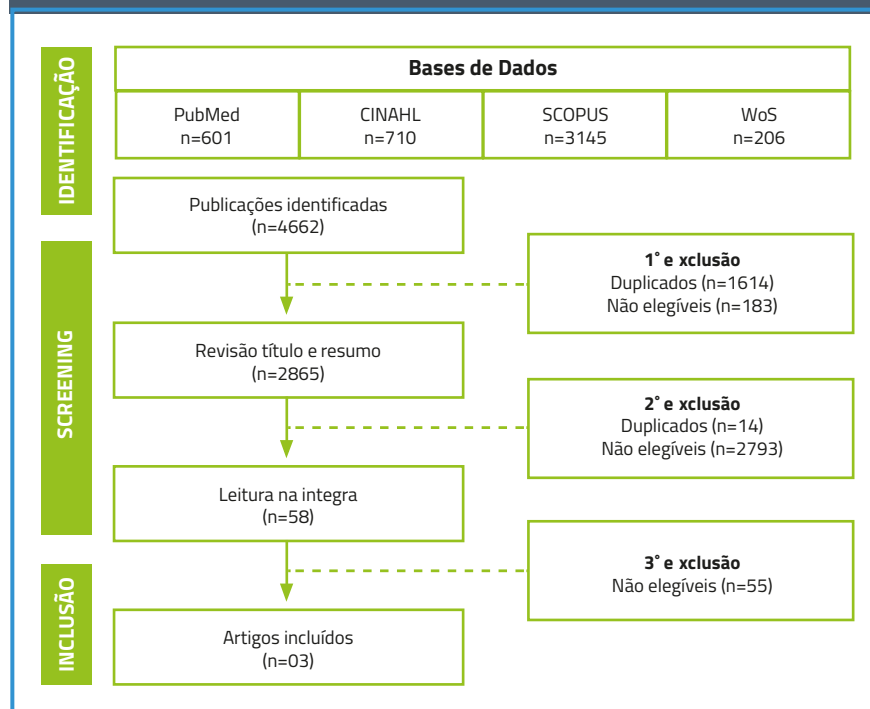 IDENTIFICAÇÃO
Bases de Dados
PubMed
n=601
CINAHL
n=710
SCOPUS
n=3145
WoS
n=206
Publicações identificadas
(n=4662)
SCREENING
1° e xclusão
Duplicados (n=1614)
Não elegíveis (n=183)
Revisão título e resumo
(n=2865)
2° e xclusão
Duplicados (n=14)
Não elegíveis (n=2793)
Leitura na integra
(n=58)
3° e xclusão
Não elegíveis (n=55)
INCLUSÃO
Artigos incluídos
(n=03)